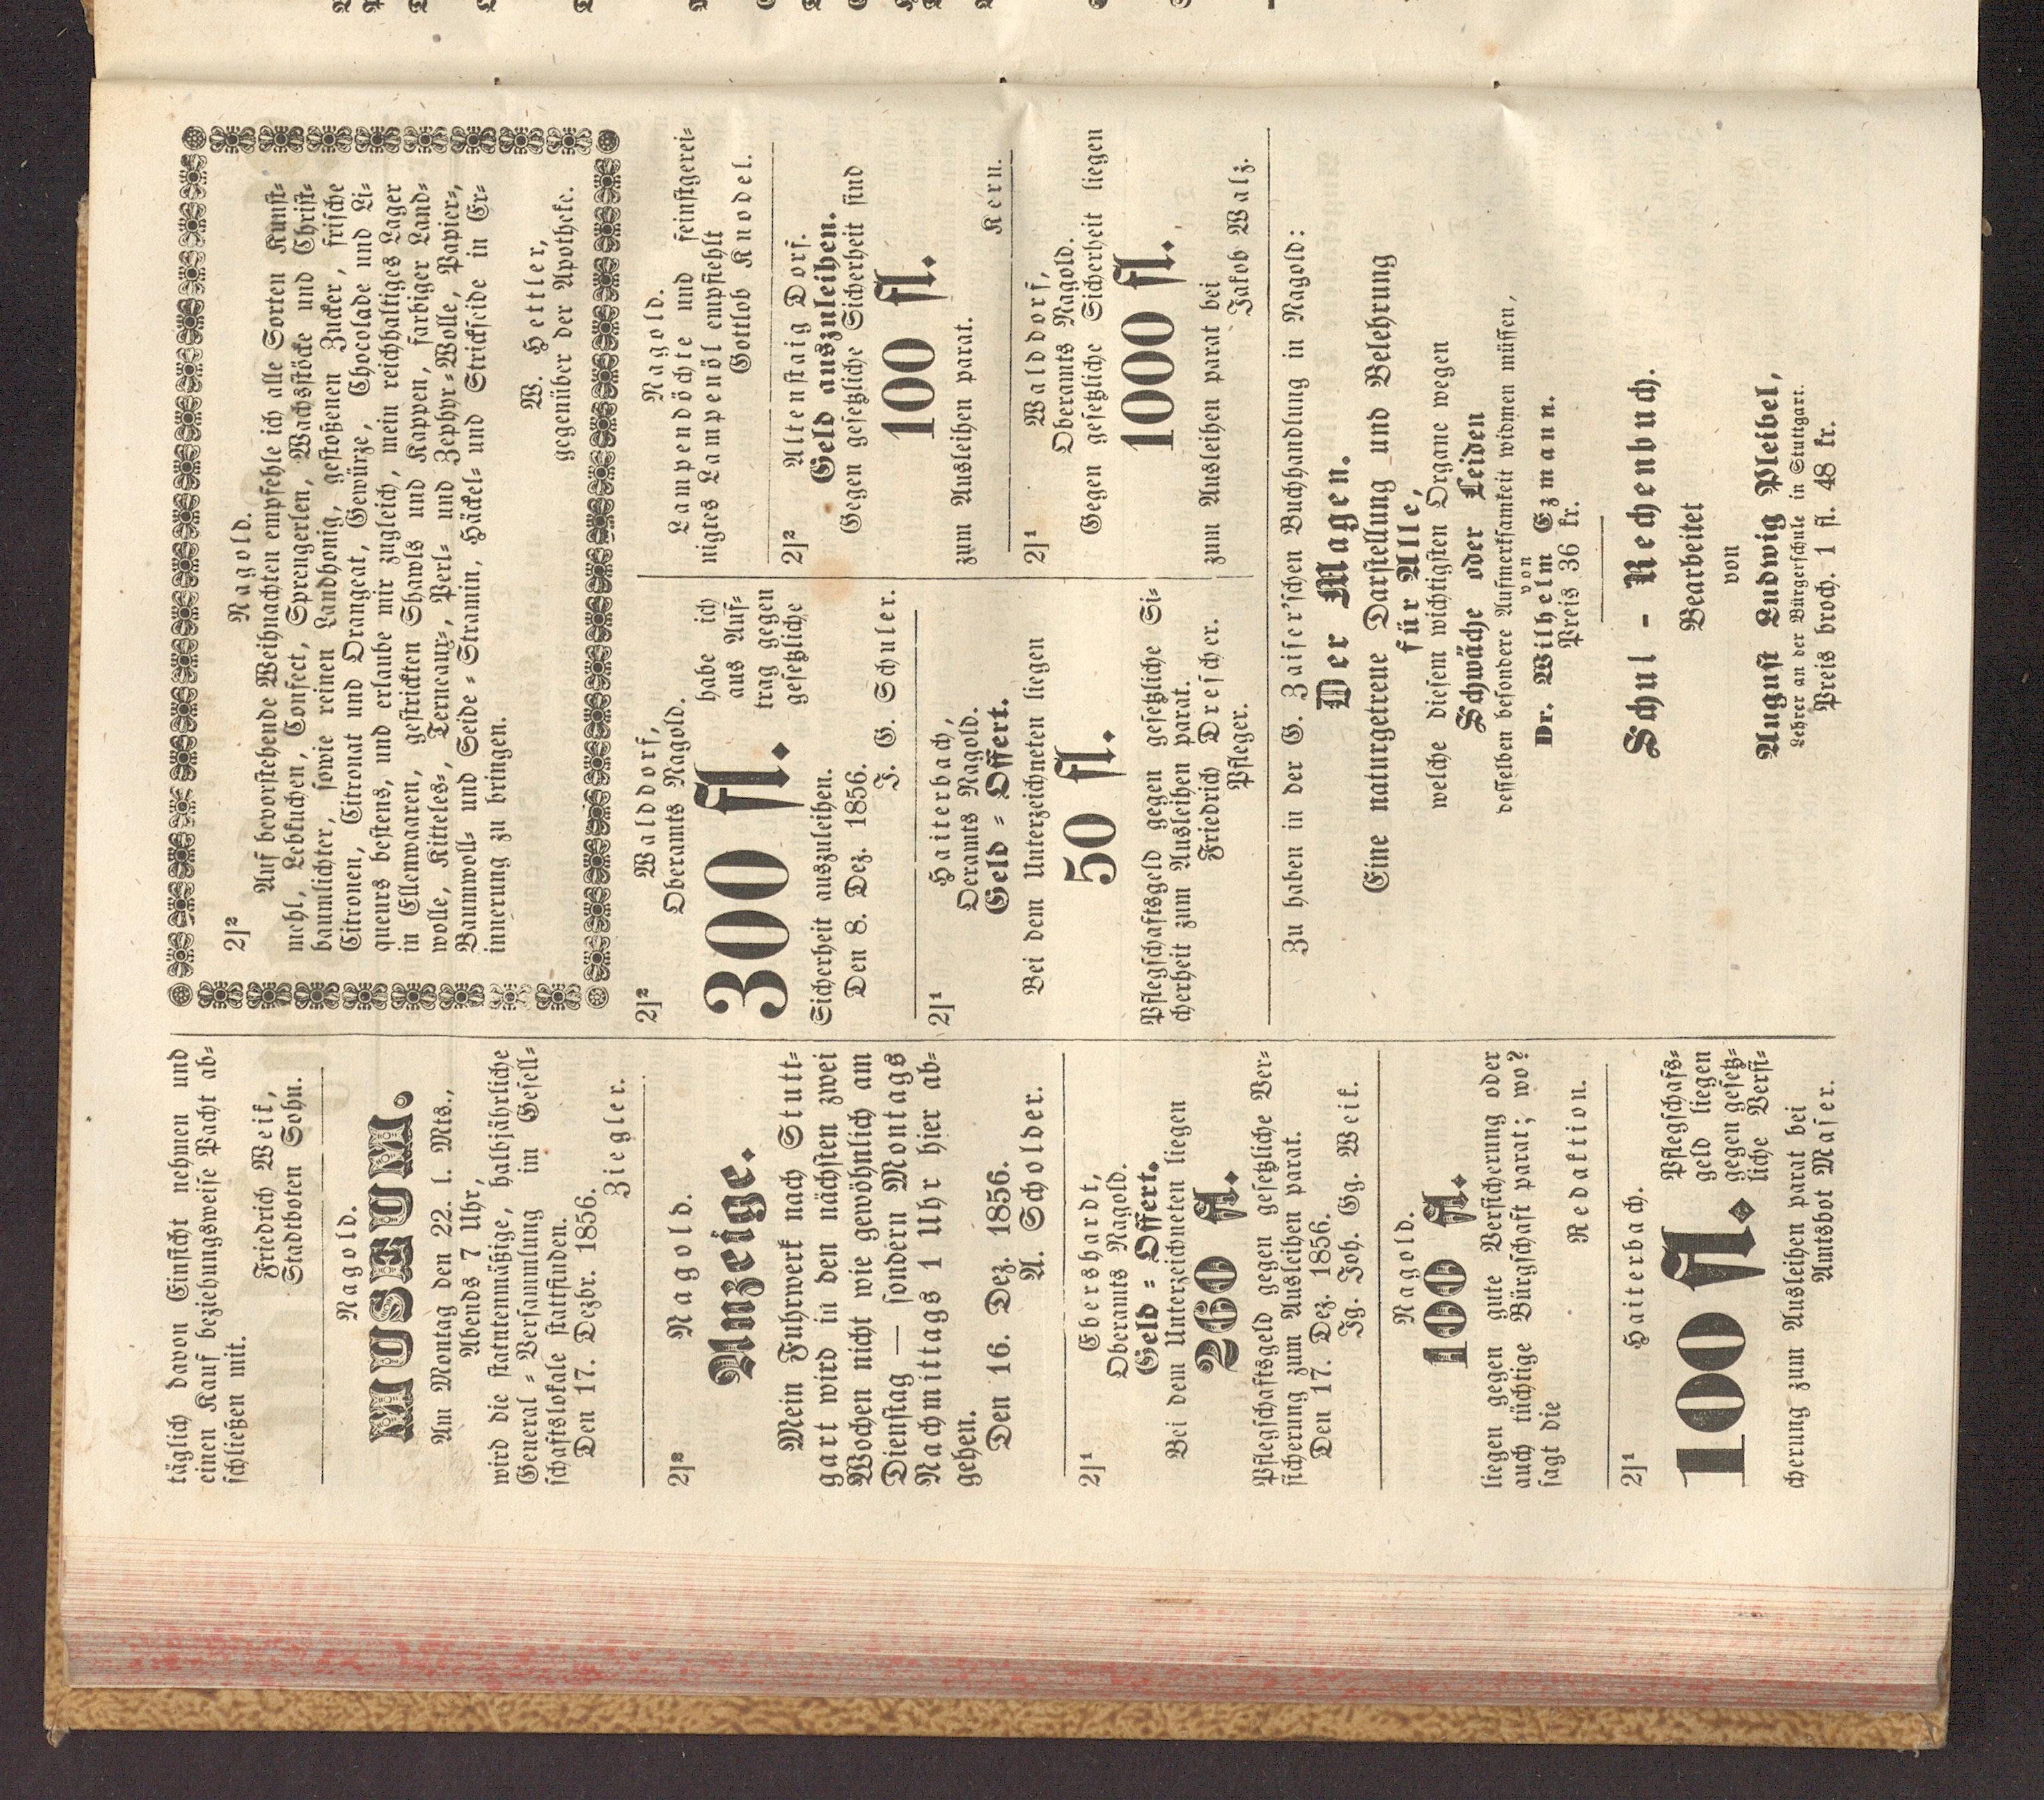 täglich davon Einsicht nehmen und
einen Kauf beziehungsweise Pacht ab⸗
schließen mit.
Friedrich Weik,
Stadtboten Sohn.
Nagold.
MUSEUM.
Am Montag den 22. l. Mts.,
Abends 7 Uhr,
wird die statutenmäßige, halbjährliche
General⸗Versammlung im Gesell⸗
schaftslokale stattfinden.
Den 17. Dezbr. 1856.
Ziegler.
2]² Nagold.
Anzeige.
Mein Fuhrwerk nach Stutt⸗
gart wird in den nächsten zwei
Wochen nicht wie gewöhnlich am
Dienstag — sondern Montags
Nachmittags 1 Uhr hier ab⸗
gehen.
Den 16. Dez. 1856.
A. Scholder.
2]¹ Ebershardt,
Oberamts Nagold.
Geld⸗Offert.
Bei dem Unterzeichneten liegen
260 fl.
Pflegschaftsgeld gegen gesetzliche Ver⸗
sicherung zum Ausleihen parat.
Den 17. Dez. 1856.
Jg. Joh. Gg. Weik.
Nagold.
100 fl.
liegen gegen gute Versicherung oder
auch tüchtige Bürgschaft parat; wo?
sagt die
Redaktion.
2]¹ Haiterbach.
100 fl.
Pflegschafs⸗
geld liegen
gegen gesetz⸗
liche Versi⸗
cherung zum Ausleihen parat bei
Amtsbot Maser.
2]² Nagold.
Auf bevorstehende Weihnachten empfehle ich alle Sorten Kunst⸗
mehl, Lebkuchen, Confect, Sprengerlen, Wachsstöcke und Christ⸗
baumlichter, sowie reinen Landhonig, gestoßenen Zucker, frische
Citronen, Citronat und Orangeat, Gewürze, Chocolade und Li⸗
queurs bestens, und erlaube mir zugleich, mein reichhaltiges Lager
in Ellenwaaren, gestrickten Shawls und Kappen, farbiger Land⸗
wolle, Kitteles⸗, Terneaux⸗, Perl⸗ und Zephyr⸗Wolle, Papier⸗,
Baumwoll⸗ und Seide⸗Stramin, Häckel⸗ und Strickseide in Er⸗
innerung zu bringen.
W. Hettler,
gegenüber der Apotheke.
2]² Walddorf,
Oberamts Nagold.
300 fl.
habe ich
aus Auf⸗
trag gegen
gesetzliche
Sicherheit auszuleihen.
Den 8. Dez. 1856.
J. G. Schuler.
2]¹ Haiterbach,
Oeramts Nagold.
Geld⸗Offert.
Bei dem Unterzeichneten liegen
50 fl.
Pflegschaftsgeld gegen gesetzliche Si⸗
cherheit zum Ausleihen parat.
Friedrich Drescher.
Pfleger.
Nagold.
Lampendöchte und feinstgerei⸗
nigtes Lampenöl empfiehlt
Gottlob Knodel.
2]² Altenstaig Dorf.
Geld auszuleihen.
Gegen gesetzliche Sicherheit sind
100 fl.
zum Ausleihen parat.
Kern.
2]¹ Walddorf,
Oberamts Nagold.
Gegen gesetzliche Sicherheit liegen
1000 fl.
zum Ausleihen parat bei
Jakob Walz.
Zu haben in der G. Zaiser'schen Buchhandlung in Nagold:
Der Magen.
Eine naturgetreue Darstellung und Belehrung
für Alle,
welche diesem wichtigsten Organe wegen
Schwäche oder Leiden
desselben besondere Aufmerksamkeit widmen müssen,
von
Dr. Wilhelm Ezmann.
Preis 36 kr.
Schul-Rechenbuch.
Bearbeitet
von
August Ludwig Pleibel,
Lehrer an der Bürgerschule in Stuttgart.
Preis broch. 1 fl. 48 kr.